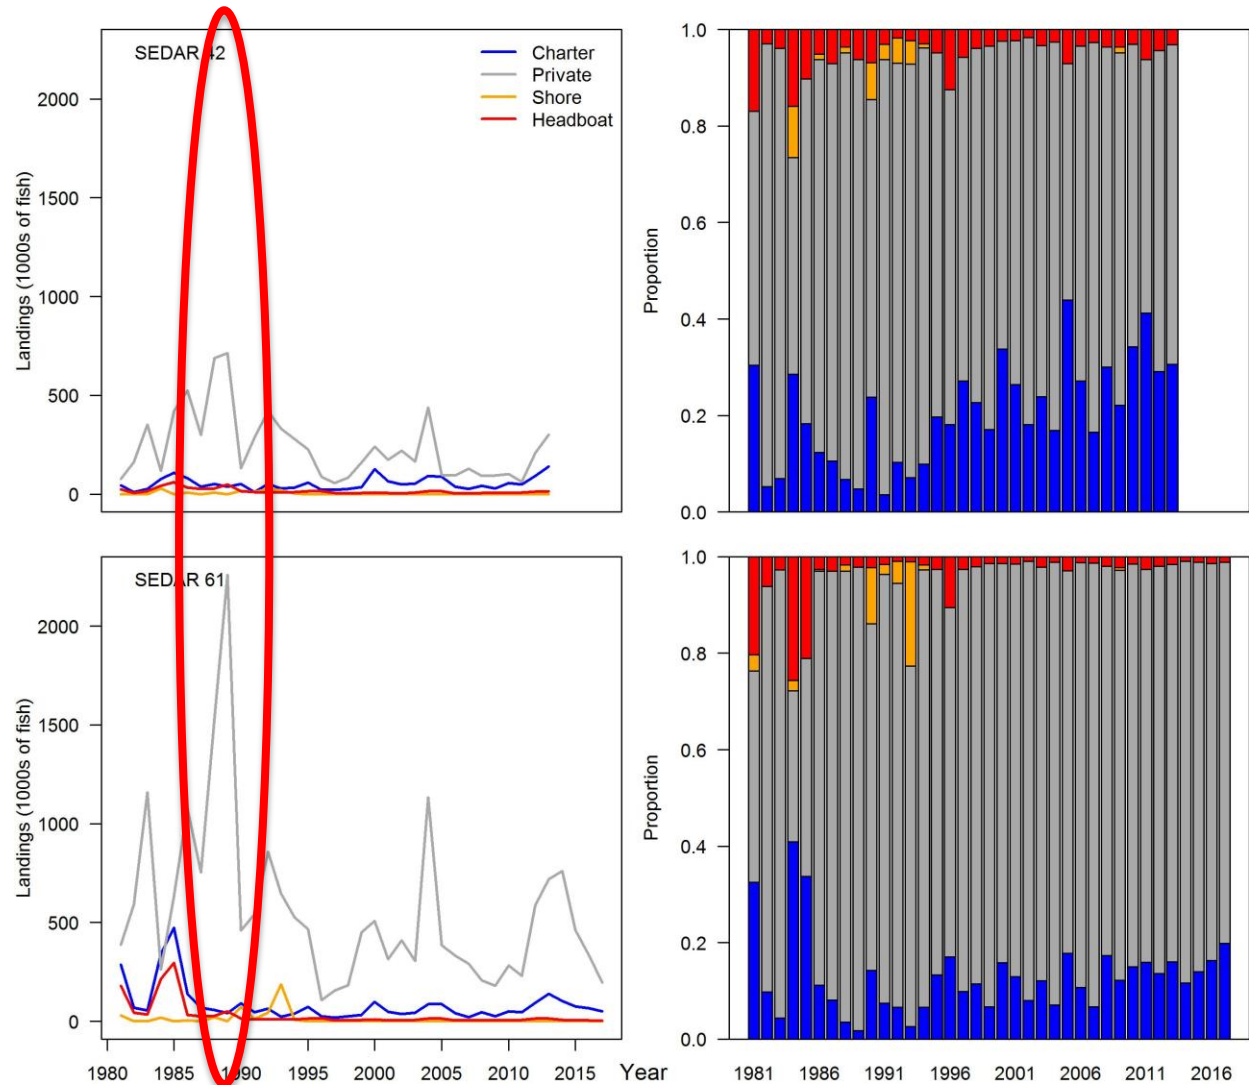 SEDAR 42
Charter
Private
Shore
Headboat
Landings (1000s of fish)
2000
1500
1000
500
0
Proportion
1.0
0.8
0.6
0.4
0.2
0.0
SEDAR 61
Landings (1000s of fish)
2000
1500
1000
500
0
1980 1985 1990 1995 2000 2005 2010 2015
Year
Proportion
1.0
0.8
0.6
0.4
0.2
0.0
1981 1986 1991 1996 2001 2006 2011 2016